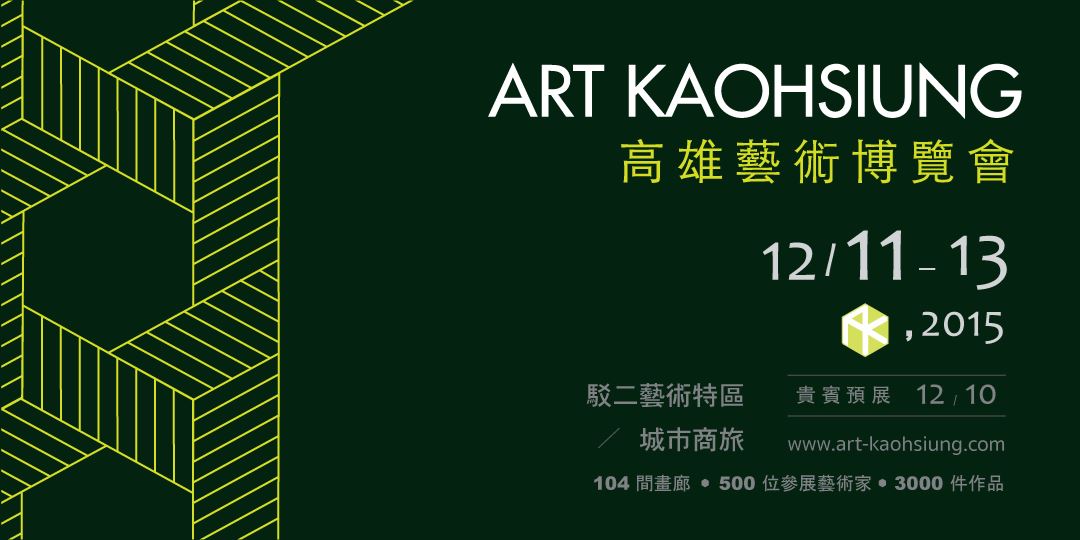 ART KAOHSIUNG
高雄藝術博覽會
12/11–13
AK , 2015
駁二藝術特區
／ 城市商旅
貴賓預展 12/10
www.art-kaohsiung.com
104 間畫廊 • 500 位參展藝術家 • 3000 件作品